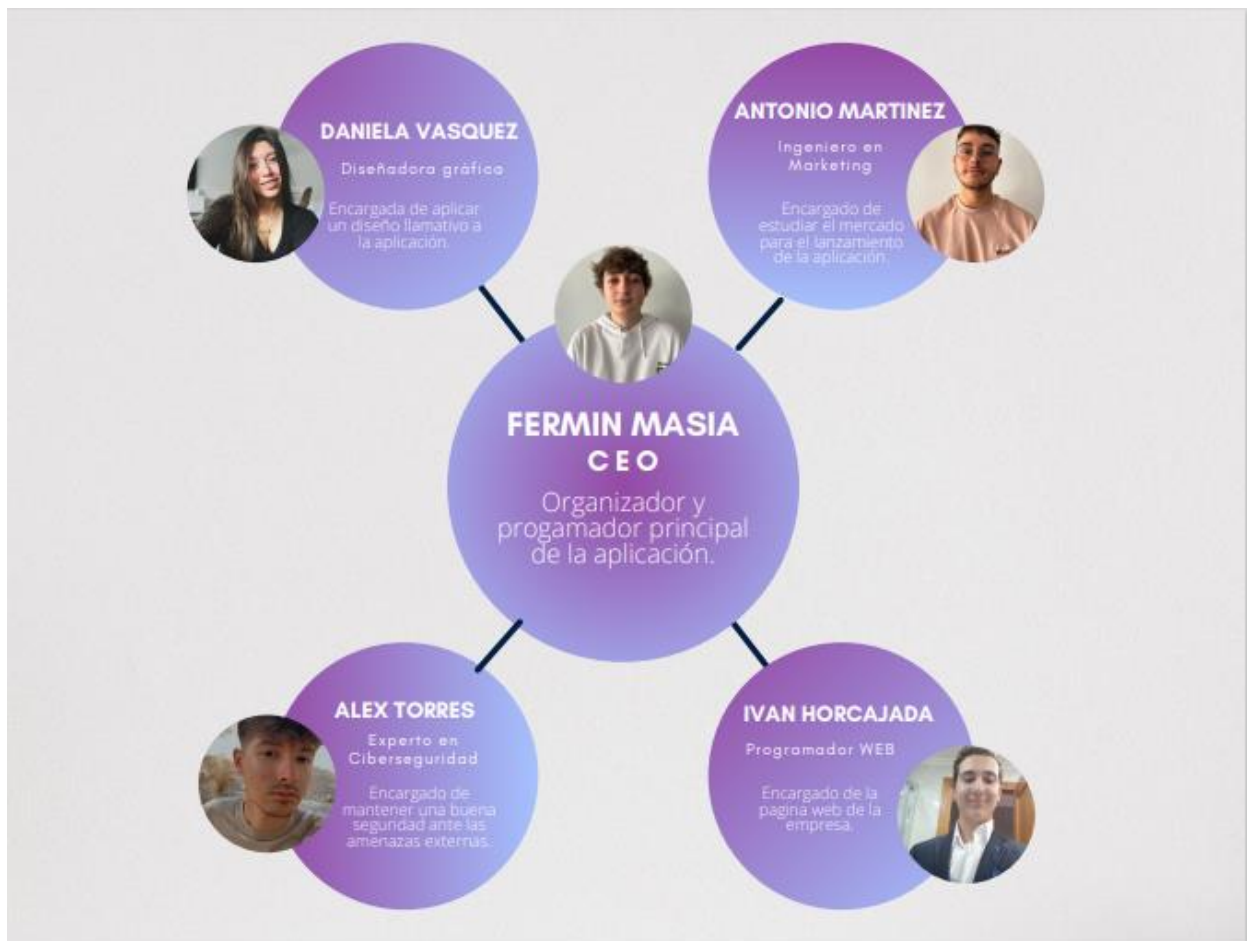 DANIELA VASQUEZ
Diseñadora gráfica
Encargada de aplicar
un diseño llamativo a
la aplicación.
ANTONIO MARTINEZ
Ingeniero en
Marketing
Encargado de
estudiar el mercado
para el lanzamiento
de la aplicación.
FERMIN MASIA
CEO
Organizador y
progamador principal
de la aplicación.
ALEX TORRES
Experto en
Ciberseguridad
Encargado de
mantener una buena
seguridad ante las
amenazas externas.
IVAN HORCAJADA
Programador WEB
Encargado de la
pagina web de la
empresa.